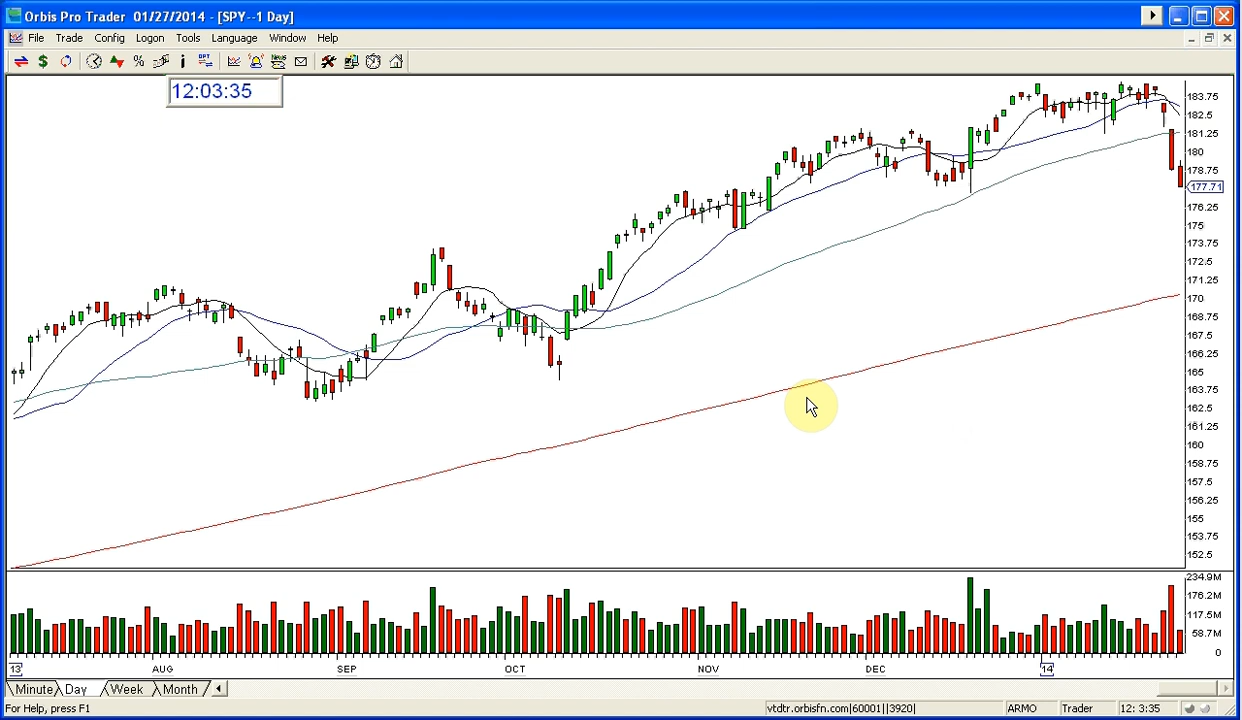 Orbis Pro Trader 01/27/2014 - [SPY--1 Day]
File Trade Config Logon Tools Language Window Help
OPT News
12:03:35
183.75
182.5
181.25
180
178.75
177.71
176.25
175
173.75
172.5
171.25
170
168.75
167.5
166.25
165
163.75
162.5
161.25
160
158.75
157.5
156.25
155
153.75
152.5
234.9M
176.2M
117.5M
58.7M
0
13 AUG SEP OCT NOV DEC 14
Minute Day Week Month
For Help, press F1 vtdtr.orbisfn.com|60001||3920| ARMO Trader 12: 3:35